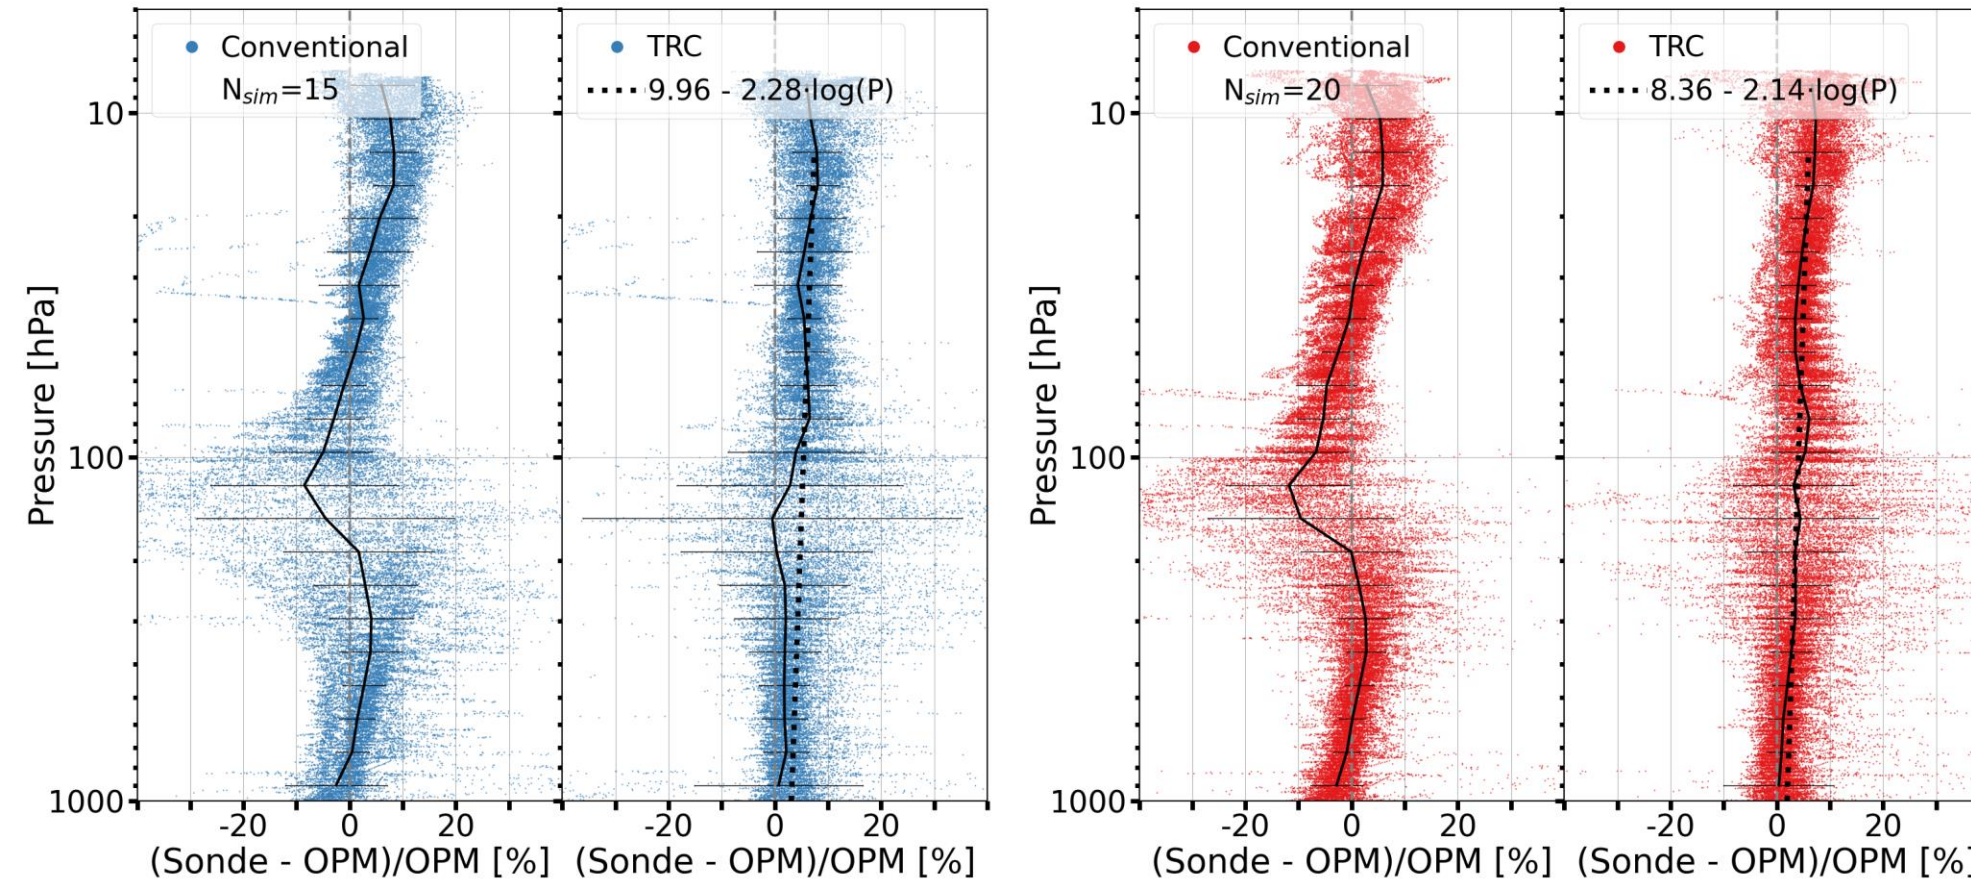 Conventional
N_sim=15
TRC
9.96 - 2.28·log(P)
Conventional
N_sim=20
TRC
8.36 - 2.14·log(P)
Pressure [hPa]
10
100
1000
Pressure [hPa]
10
100
1000
-20 0 20
-20 0 20
-20 0 20
-20 0 20
(Sonde - OPM)/OPM [%]
(Sonde - OPM)/OPM [%]
(Sonde - OPM)/OPM [%]
(Sonde - OPM)/OPM [%]